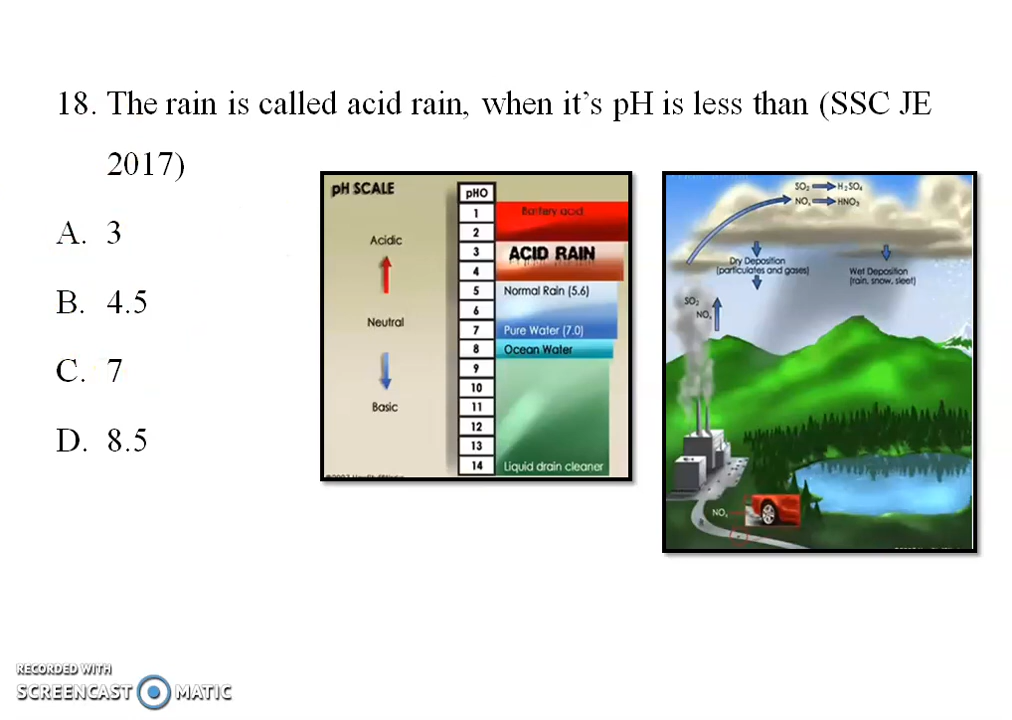 18. The rain is called acid rain, when it’s pH is less than (SSC JE
2017)
A. 3
B. 4.5
C. 7
D. 8.5
pH SCALE
Acidic
Neutral
Basic
pHO
1 Battery acid
2
3 ACID RAIN
4
5 Normal Rain (5.6)
6
7 Pure Water (7.0)
8 Ocean Water
9
10
11
12
13
14 Liquid drain cleaner
SO2 H2SO4
NOx HNO3
Dry Deposition
(particulates and gases)
Wet Deposition
(rain, snow, sleet)
SO2
NOx
NOx
RECORDED WITH
SCREENCAST MATIC